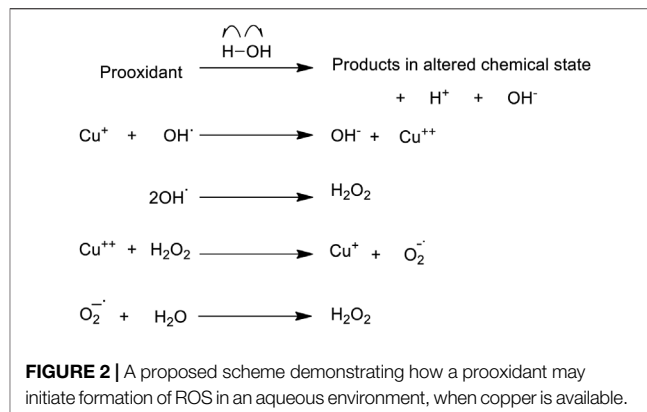 H–OH
Prooxidant Products in altered chemical state
+ H⁺ + OH⁻
Cu⁺ + OH˙ OH⁻ + Cu⁺⁺
2OH˙ H₂O₂
Cu⁺⁺ + H₂O₂ Cu⁺ + O₂⁻˙
O₂⁻˙ + H₂O H₂O₂
FIGURE 2 | A proposed scheme demonstrating how a prooxidant may
initiate formation of ROS in an aqueous environment, when copper is available.